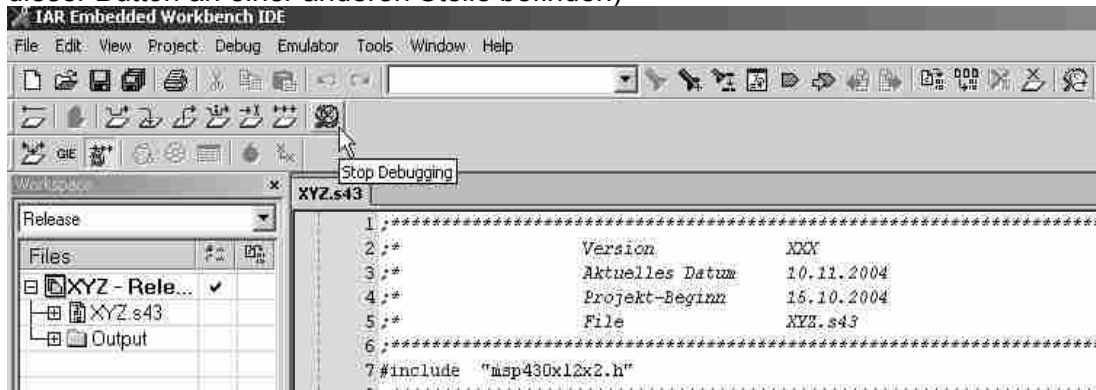 dieser Button an einer anderen Stelle befinden)
IAR Embedded Workbench IDE
File Edit View Project Debug Emulator Tools Window Help
GIE
Stop Debugging
Workspace
XYZ.s43
Release
Files
XYZ - Rele...
XYZ.s43
Output
1 ;*****************************************************************
2 ;* Version XXX
3 ;* Aktuelles Datum 10.11.2004
4 ;* Projekt-Beginn 15.10.2004
5 ;* File XYZ.s43
6 ;*****************************************************************
7 #include "msp430x12x2.h"